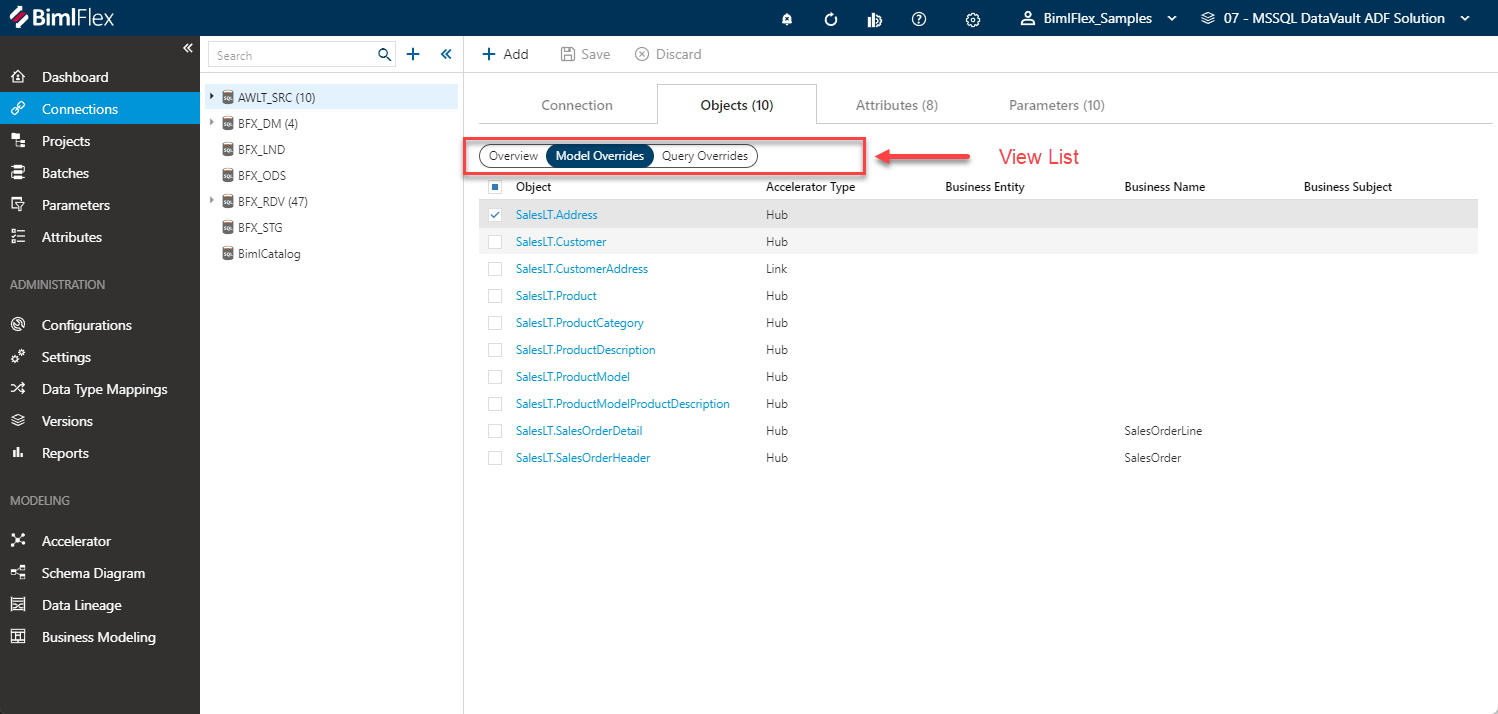 BimlFlex
BimlFlex_Samples
07 - MSSQL DataVault ADF Solution
Dashboard
Connections
Projects
Batches
Parameters
Attributes
ADMINISTRATION
Configurations
Settings
Data Type Mappings
Versions
Reports
MODELING
Accelerator
Schema Diagram
Data Lineage
Business Modeling
Search
AWLT_SRC (10)
BFX_DM (4)
BFX_LND
BFX_ODS
BFX_RDV (47)
BFX_STG
BimlCatalog
Add Save Discard
Connection Objects (10) Attributes (8) Parameters (10)
Overview Model Overrides Query Overrides
View List
Object Accelerator Type Business Entity Business Name Business Subject
SalesLT.Address Hub
SalesLT.Customer Hub
SalesLT.CustomerAddress Link
SalesLT.Product Hub
SalesLT.ProductCategory Hub
SalesLT.ProductDescription Hub
SalesLT.ProductModel Hub
SalesLT.ProductModelProductDescription Hub
SalesLT.SalesOrderDetail Hub SalesOrderLine
SalesLT.SalesOrderHeader Hub SalesOrder